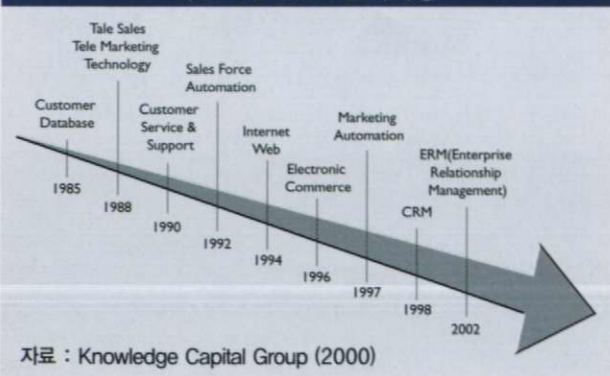 Tale Sales
Tele Marketing
Technology
Sales Force
Automation
Customer
Database
Customer
Service &
Support
Internet
Web
Marketing
Automation
Electronic
Commerce
ERM(Enterprise
Relationship
Management)
CRM
1985
1988
1990
1992
1994
1996
1997
1998
2002
자료 : Knowledge Capital Group (2000)